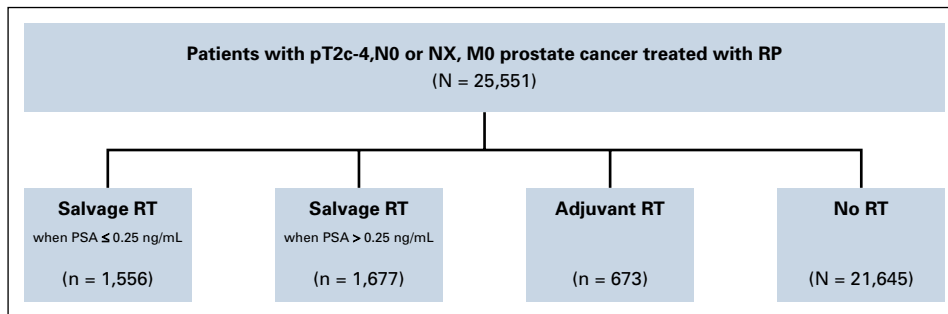 Patients with pT2c-4,N0 or NX, M0 prostate cancer treated with RP
(N = 25,551)
Salvage RT
when PSA ≤ 0.25 ng/mL
(n = 1,556)
Salvage RT
when PSA > 0.25 ng/mL
(n = 1,677)
Adjuvant RT
(n = 673)
No RT
(N = 21,645)